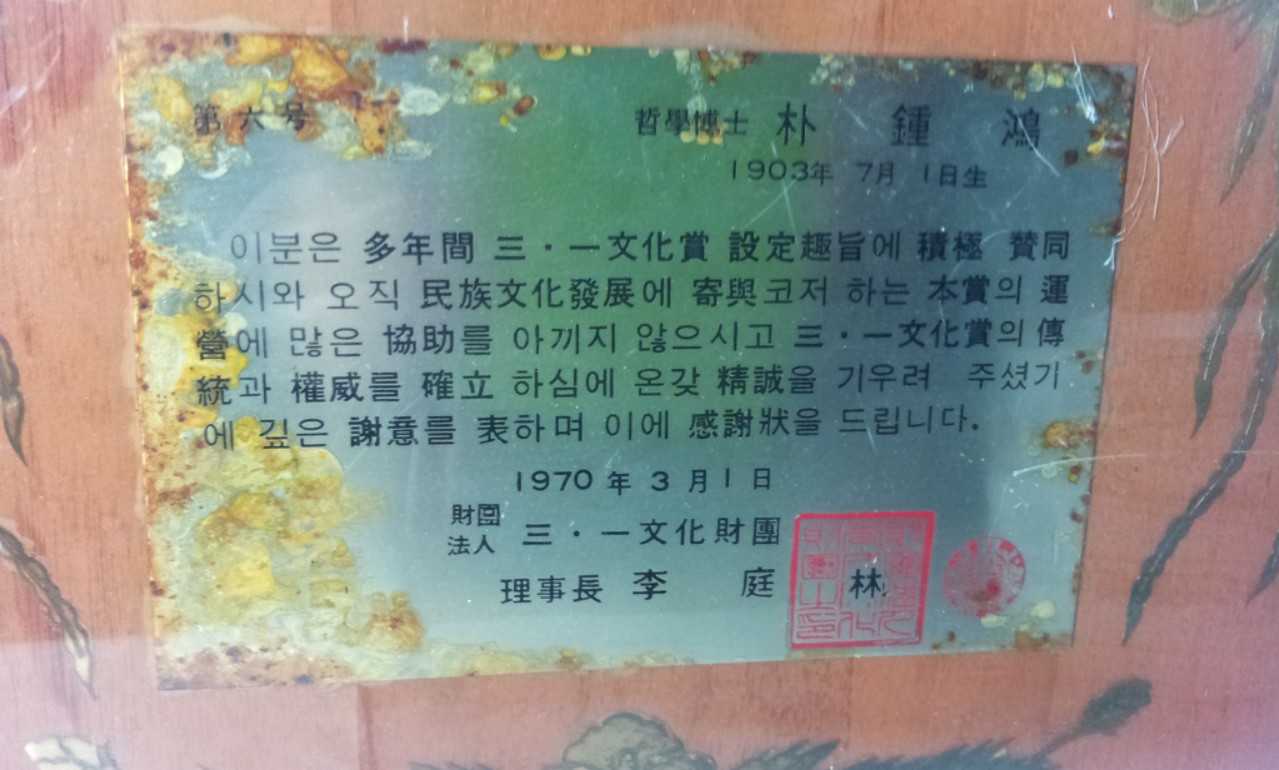 第六号
哲學博士 朴 鍾 鴻
1903年 7月 1日生
이분은 多年間 三·一文化賞 設定趣旨에 積極 賛同
하시와 오직 民族文化發展에 寄與코저 하는 本賞의 運
營에 많은 協助를 아끼지 않으시고 三·一文化賞의 傳
統과 權威를 確立 하심에 온갖 精誠을 기우려 주셨기
에 깊은 謝意를 表하며 이에 感謝狀을 드립니다.
1970年 3月1日
財團法人 三·一文化財團
理事長 李 庭 林